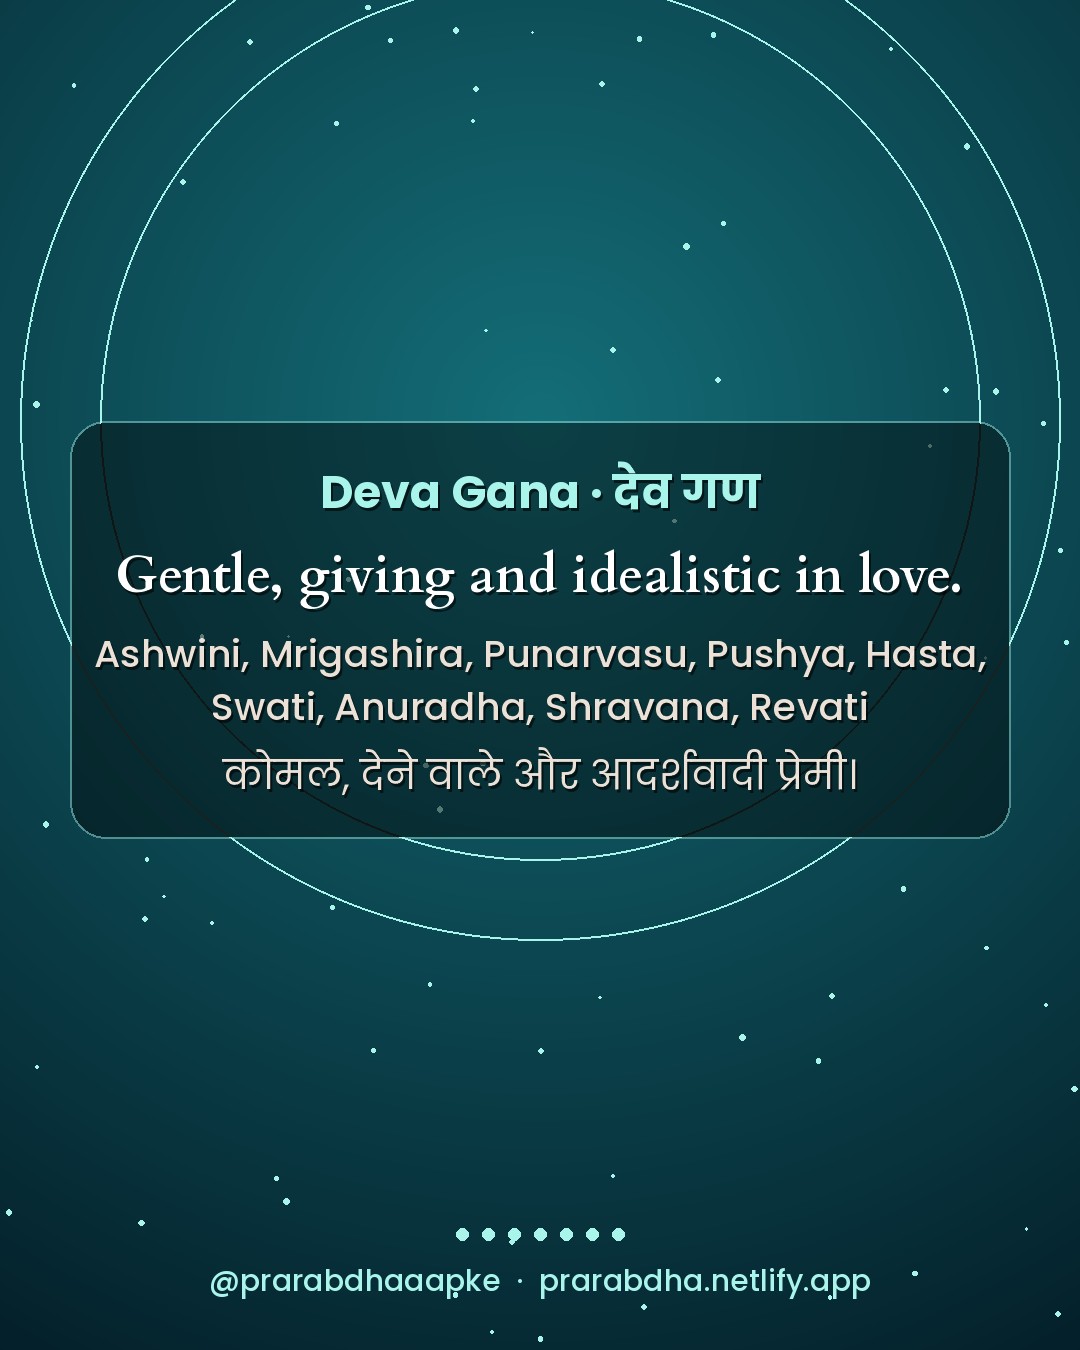 Deva Gana · देव गण
Gentle, giving and idealistic in love.
Ashwini, Mrigashira, Punarvasu, Pushya, Hasta,
Swati, Anuradha, Shravana, Revati
कोमल, देने वाले और आदर्शवादी प्रेमी।
@prarabdhaaapke · prarabdha.netlify.app